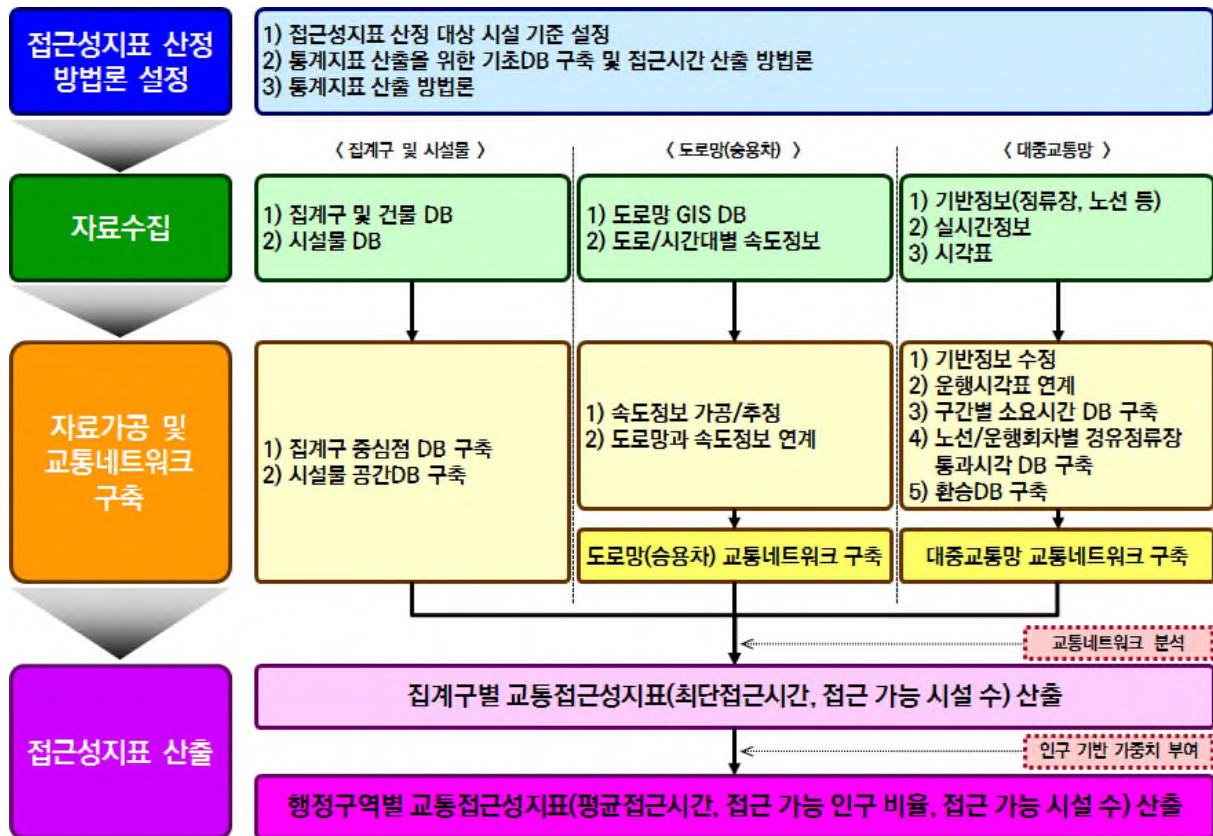 접근성지표 산정
방법론 설정
1) 접근성지표 산정 대상 시설 기준 설정
2) 통계지표 산출을 위한 기초DB 구축 및 접근시간 산출 방법론
3) 통계지표 산출 방법론
< 집계구 및 시설물 >
< 도로망(승용차) >
< 대중교통망 >
자료수집
1) 집계구 및 건물 DB
2) 시설물 DB
1) 도로망 GIS DB
2) 도로/시간대별 속도정보
1) 기반정보(정류장, 노선 등)
2) 실시간정보
3) 시각표
자료가공 및
교통네트워크
구축
1) 집계구 중심점 DB 구축
2) 시설물 공간DB 구축
1) 속도정보 가공/추정
2) 도로망과 속도정보 연계
1) 기반정보 수정
2) 운행시각표 연계
3) 구간별 소요시간 DB 구축
4) 노선/운행회차별 경유정류장
통과시각 DB 구축
5) 환승DB 구축
도로망(승용차) 교통네트워크 구축
대중교통망 교통네트워크 구축
교통네트워크 분석
접근성지표 산출
집계구별 교통접근성지표(최단접근시간, 접근 가능 시설 수) 산출
인구 기반 가중치 부여
행정구역별 교통접근성지표(평균접근시간, 접근 가능 인구 비율, 접근 가능 시설 수) 산출